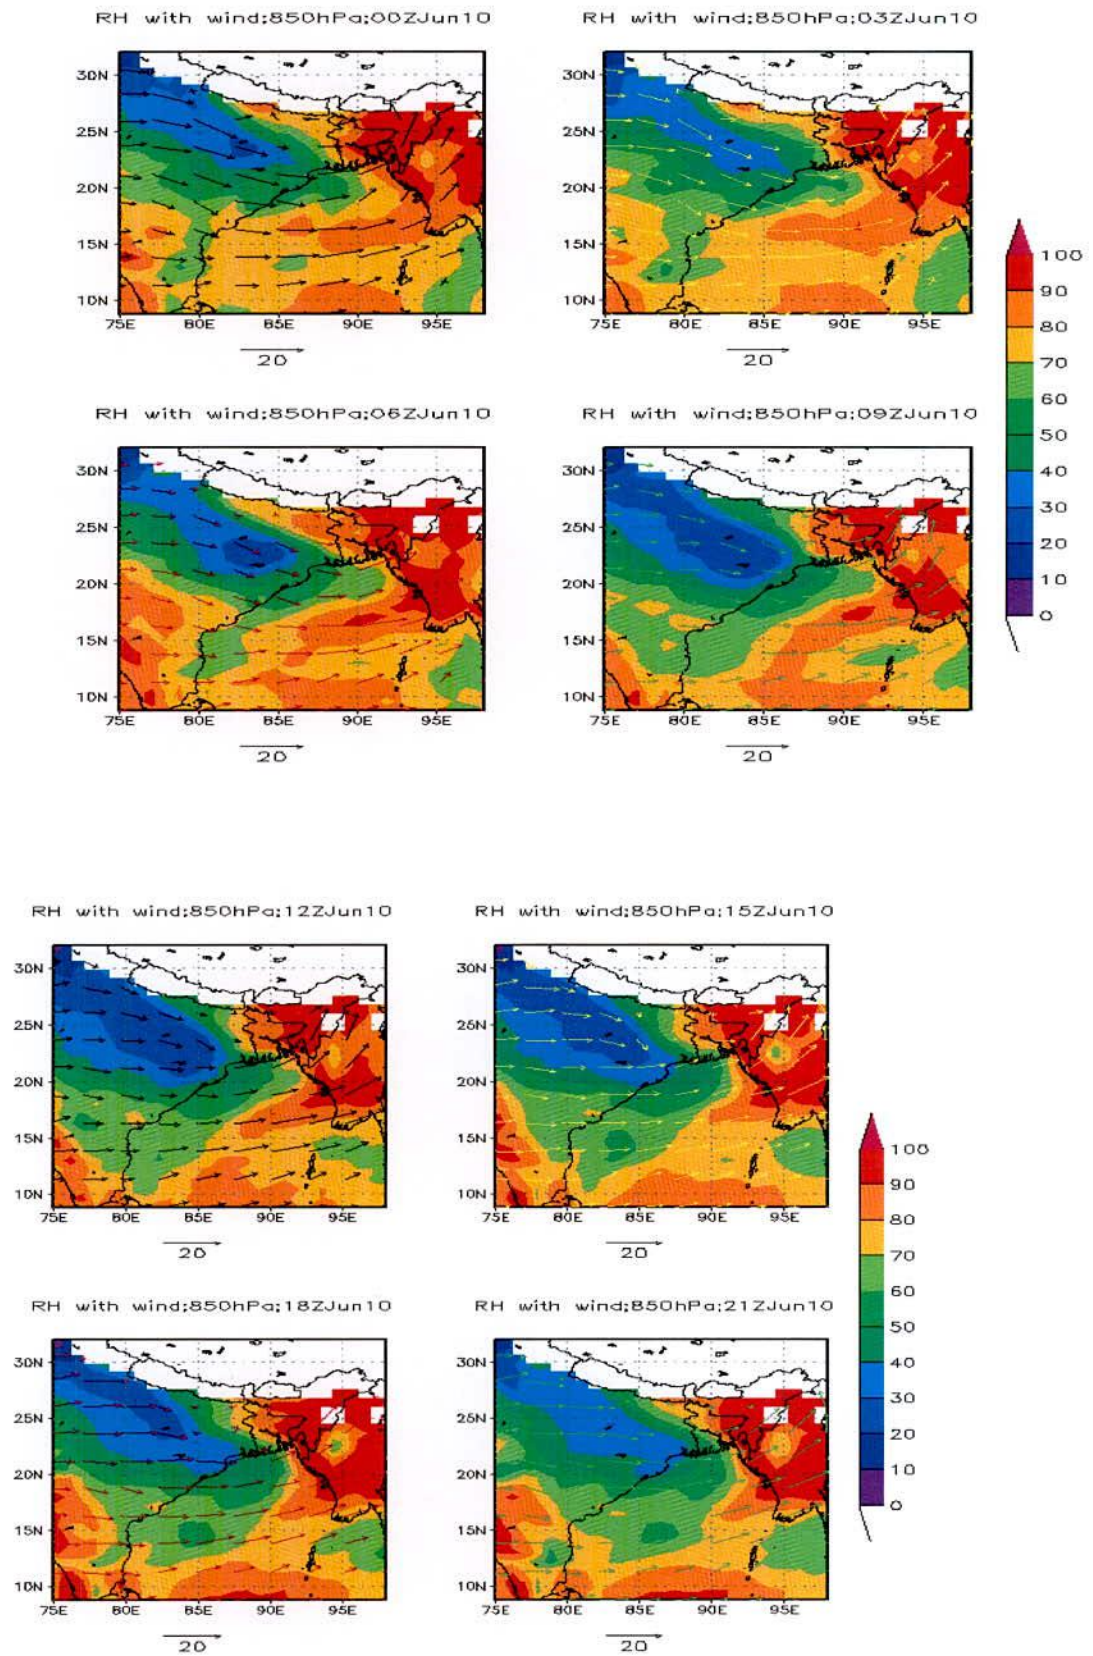 RH with wind;850hPa;00ZJun10 RH with wind;850hPa;03ZJun10
30N 30N
25N 25N
20N 20N
15N 15N
10N 10N
75E 80E 85E 90E 95E 75E 80E 85E 90E 95E
20 20
RH with wind;850hPa;06ZJun10 RH with wind;850hPa;09ZJun10
30N 30N
25N 25N
20N 20N
15N 15N
10N 10N
75E 80E 85E 90E 95E 75E 80E 85E 90E 95E
20 20
100
90
80
70
60
50
40
30
20
10
0
RH with wind;850hPa;12ZJun10 RH with wind;850hPa;15ZJun10
30N 30N
25N 25N
20N 20N
15N 15N
10N 10N
75E 80E 85E 90E 95E 75E 80E 85E 90E 95E
20 20
RH with wind;850hPa;18ZJun10 RH with wind;850hPa;21ZJun10
30N 30N
25N 25N
20N 20N
15N 15N
10N 10N
75E 80E 85E 90E 95E 75E 80E 85E 90E 95E
20 20
100
90
80
70
60
50
40
30
20
10
0